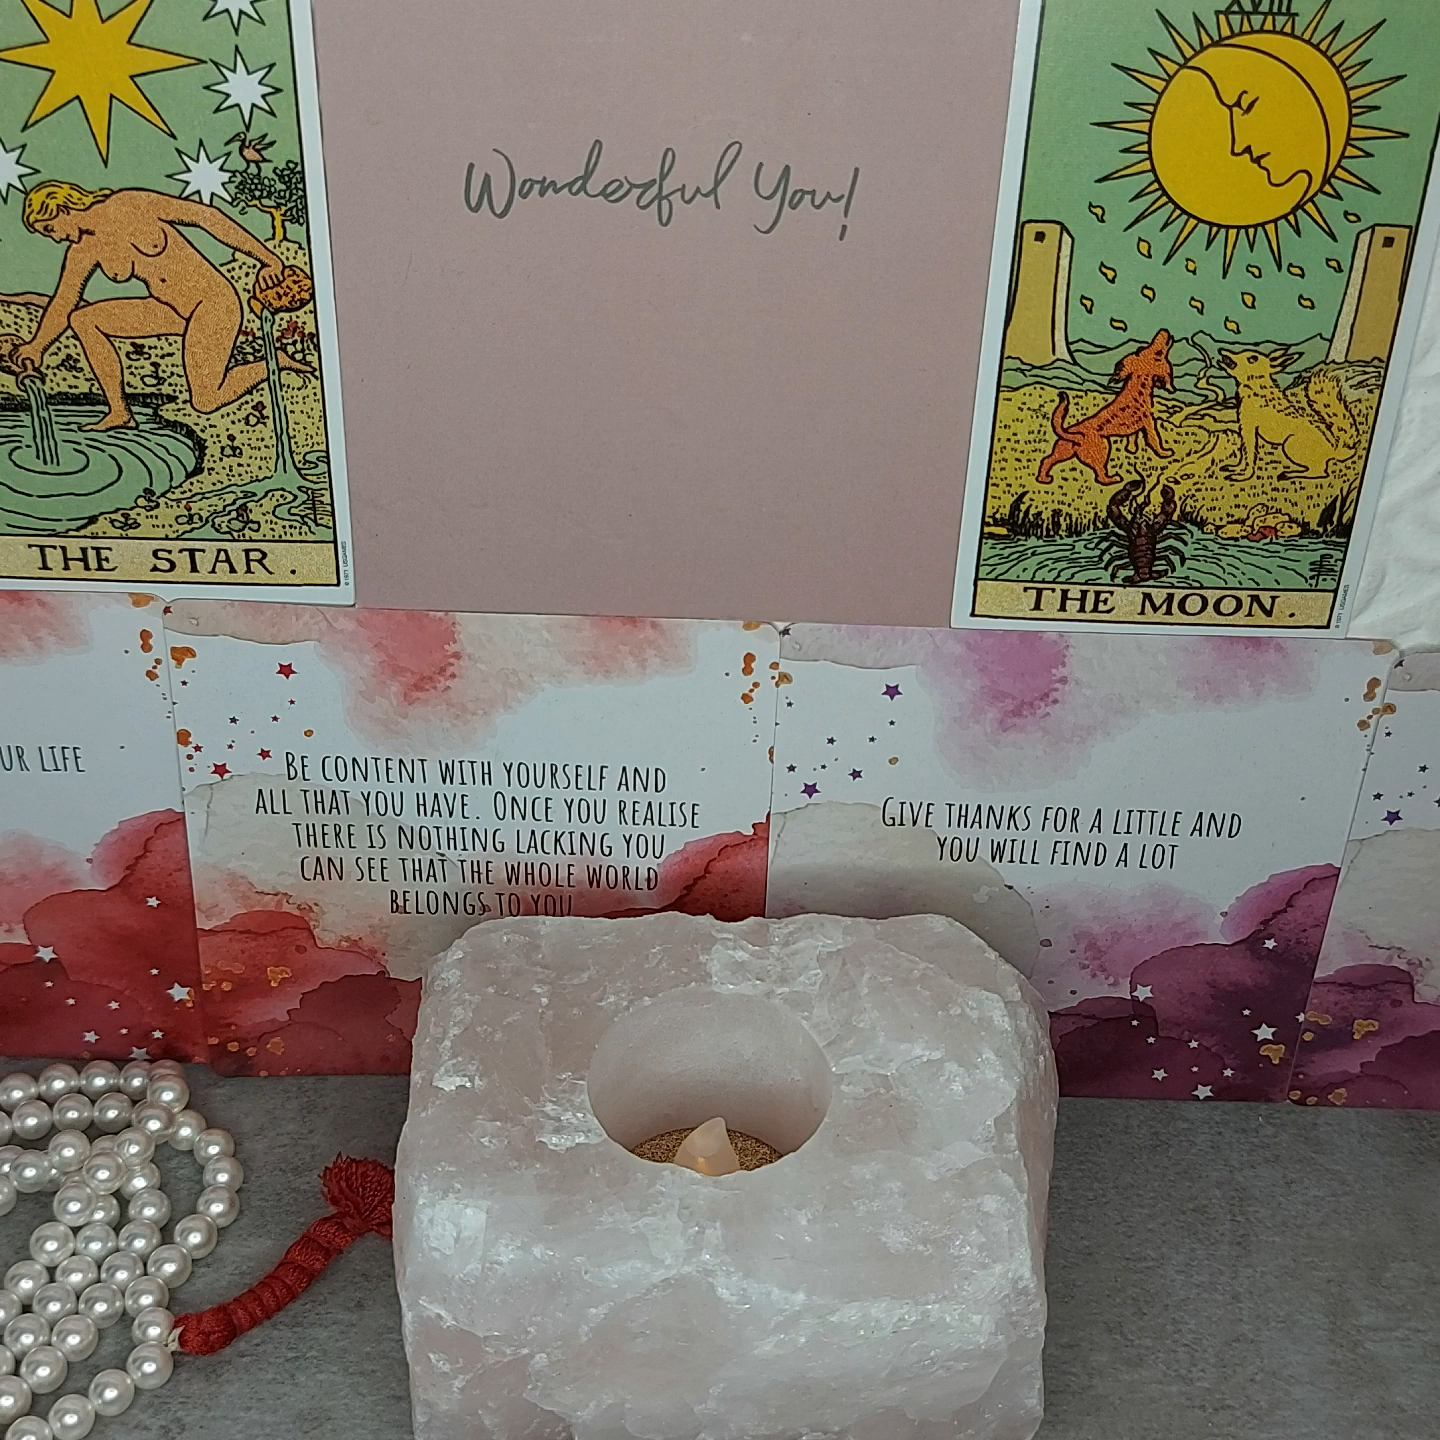 XVIII
Wonderful You!
THE STAR.
THE MOON.
UR LIFE
BE CONTENT WITH YOURSELF AND
ALL THAT YOU HAVE. ONCE YOU REALISE
THERE IS NOTHING LACKING YOU
CAN SEE THAT THE WHOLE WORLD
BELONGS TO YOU
GIVE THANKS FOR A LITTLE AND
YOU WILL FIND A LOT